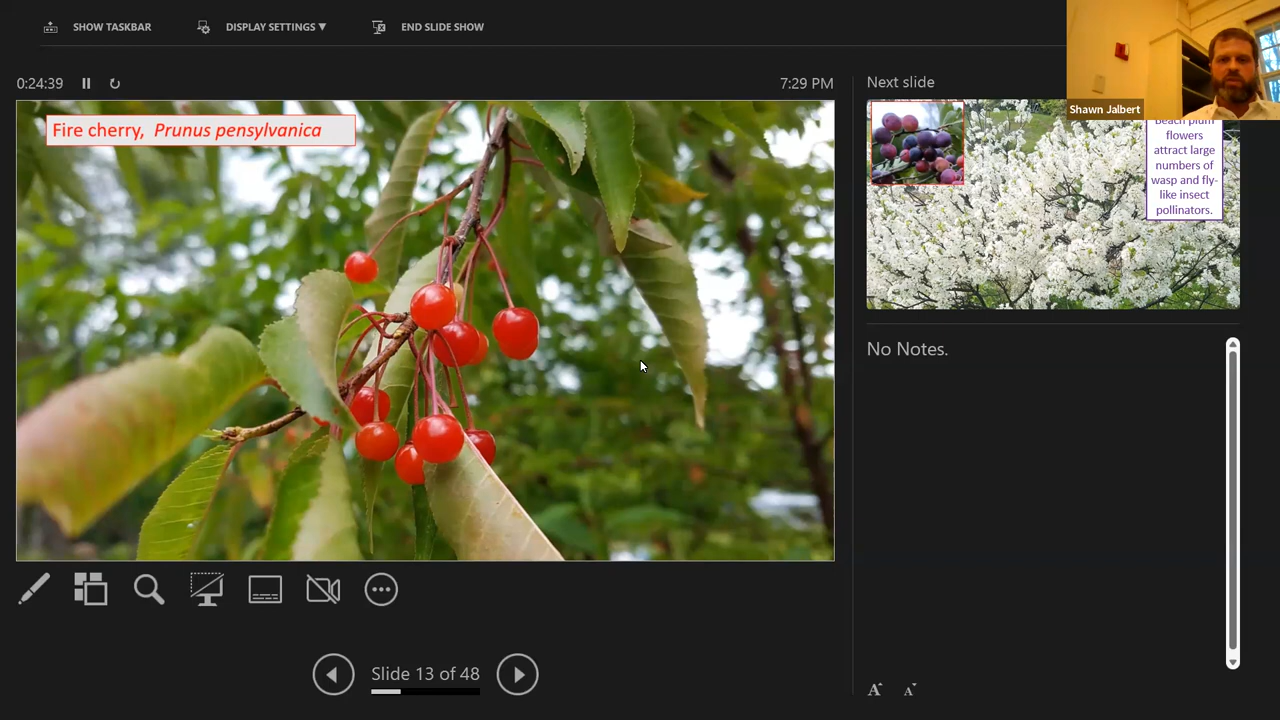 SHOW TASKBAR
DISPLAY SETTINGS ▼
END SLIDE SHOW
0:24:39
7:29 PM
Next slide
Shawn Jalbert
Fire cherry, Prunus pensylvanica
Beach plum
flowers
attract large
numbers of
wasp and fly-
like insect
pollinators.
No Notes.
Slide 13 of 48
A A